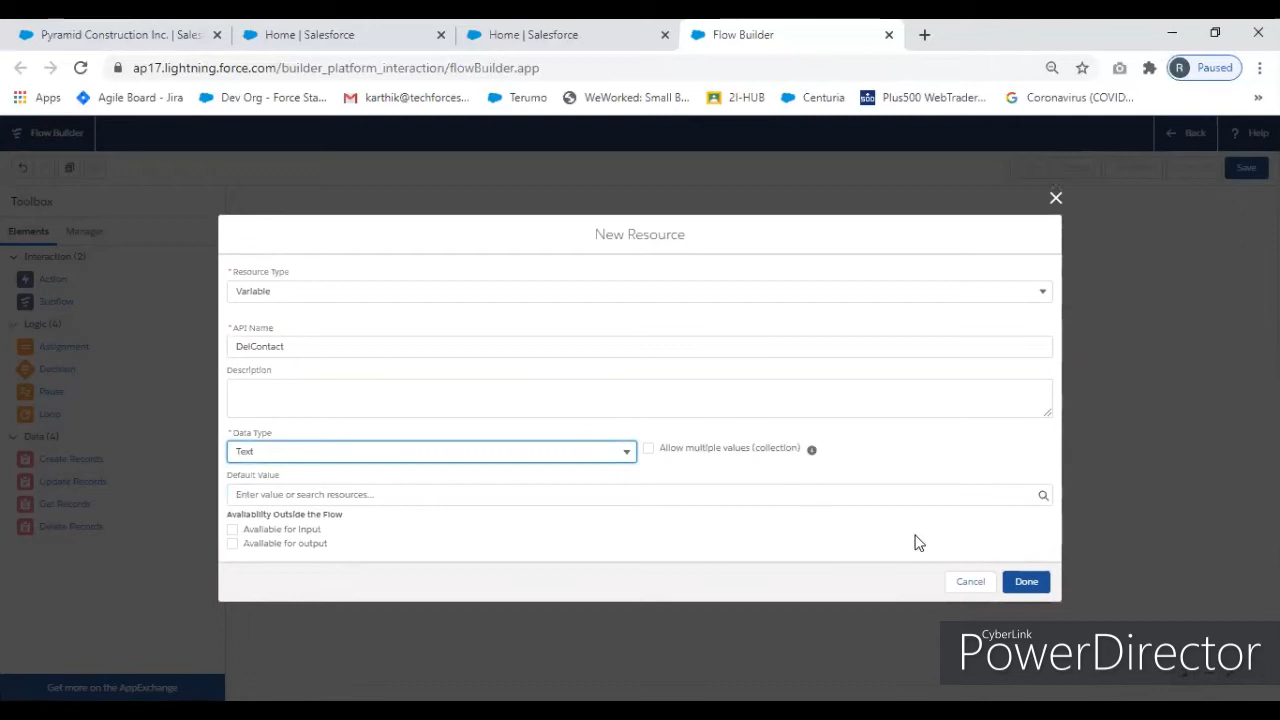 Pyramid Construction Inc. | Sales
Home | Salesforce
Home | Salesforce
Flow Builder
ap17.lightning.force.com/builder_platform_interaction/flowBuilder.app
R Paused
Apps
Agile Board - Jira
Dev Org - Force Sta...
karthik@techforces...
Terumo
WeWorked: Small B...
2I-HUB
Centuria
500 Plus500 WebTrader...
Coronavirus (COVID...
»
Flow Builder
Back
? Help
Save
Toolbox
Elements
Manager
Interaction (2)
Action
Subflow
Logic (4)
Assignment
Decision
Pause
Loop
Data (4)
Create Records
Update Records
Get Records
Delete Records
Get more on the AppExchange
New Resource
* Resource Type
Variable
* API Name
DelContact
Description
* Data Type
Text
Allow multiple values (collection)
Default Value
Enter value or search resources...
Availability Outside the Flow
Available for input
Available for output
Cancel
Done
CyberLink
PowerDirector